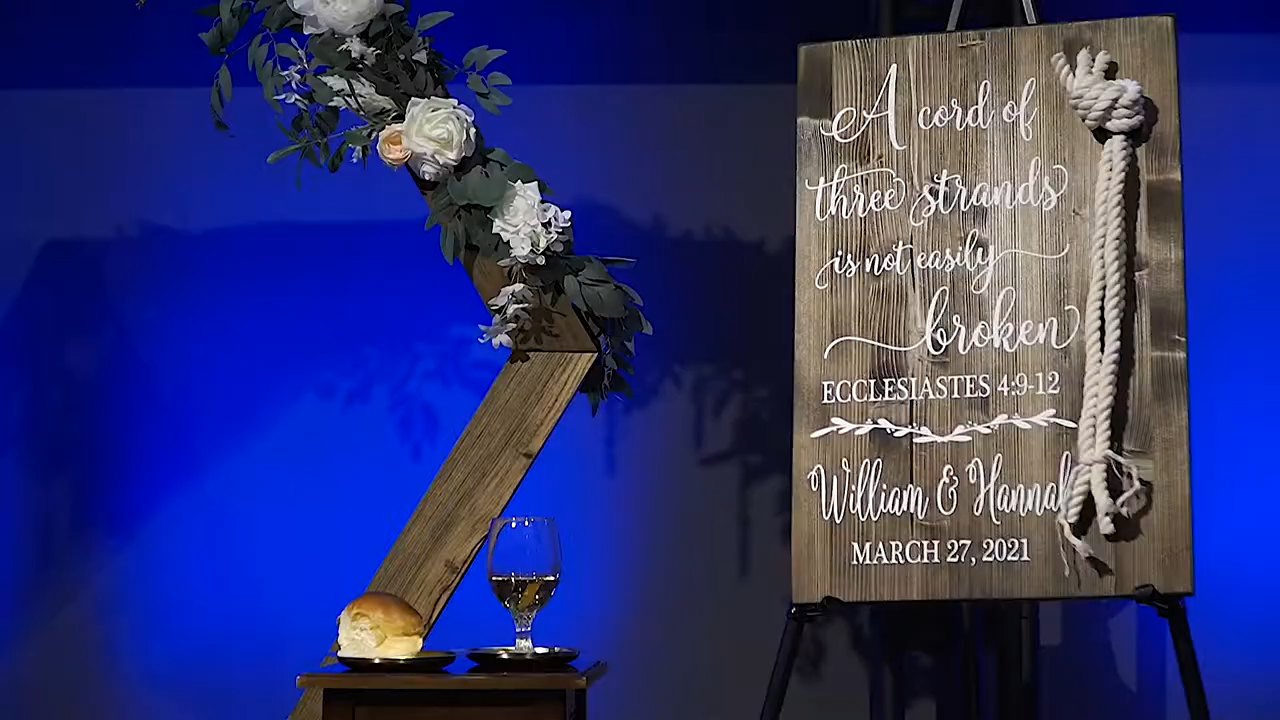 A cord of
three strands
is not easily
broken
ECCLESIASTES 4:9-12
William & Hannah
MARCH 27, 2021